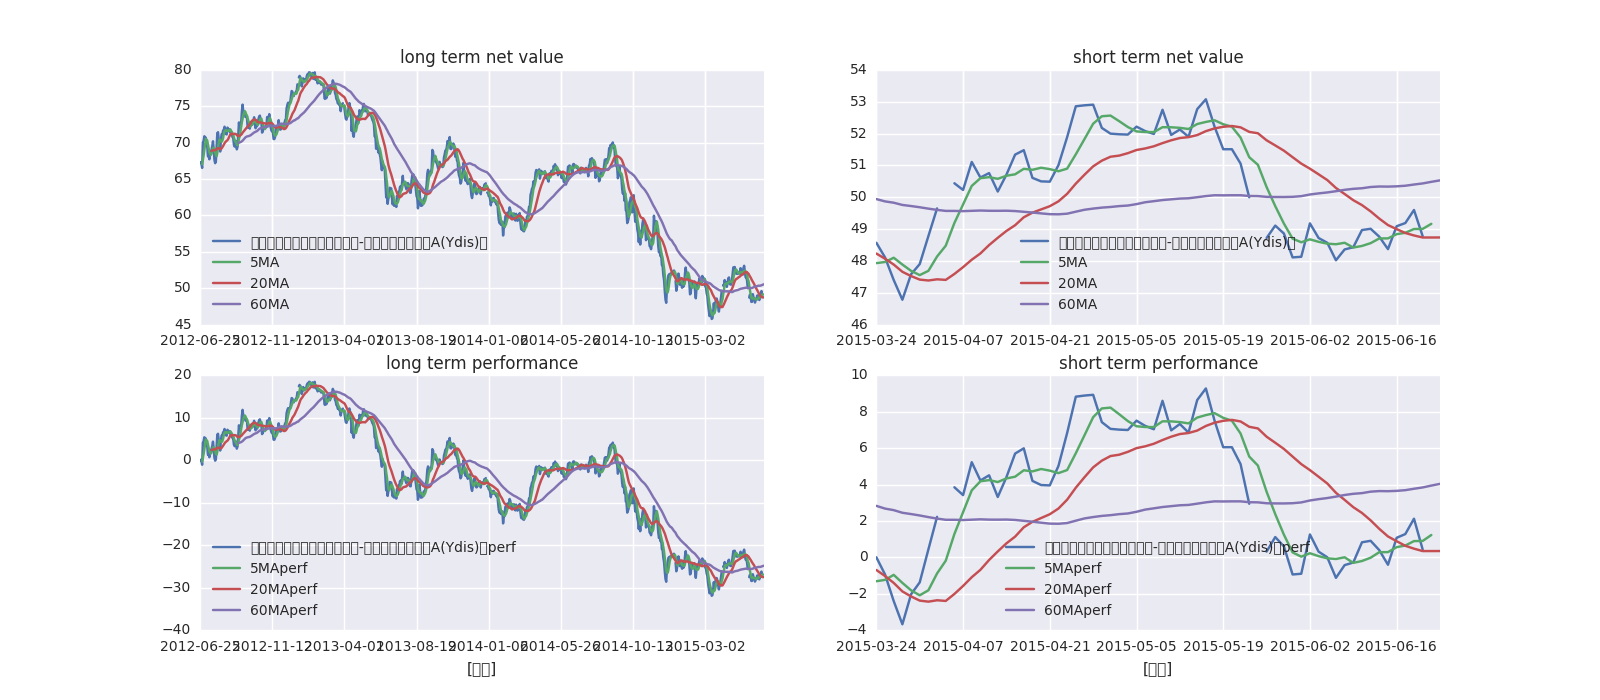 long term net value
80
75
70
65
60
55
50
45
A(Ydis)
5MA
20MA
60MA
2012-06-25 2012-11-12 2013-04-01 2013-08-19 2014-01-06 2014-05-26 2014-10-13 2015-03-02
short term net value
54
53
52
51
50
49
48
47
46
A(Ydis)
5MA
20MA
60MA
2015-03-24 2015-04-07 2015-04-21 2015-05-05 2015-05-19 2015-06-02 2015-06-16
long term performance
20
10
0
−10
−20
−30
−40
A(Ydis) perf
5MAperf
20MAperf
60MAperf
2012-06-25 2012-11-12 2013-04-01 2013-08-19 2014-01-06 2014-05-26 2014-10-13 2015-03-02
short term performance
10
8
6
4
2
0
−2
−4
A(Ydis) perf
5MAperf
20MAperf
60MAperf
2015-03-24 2015-04-07 2015-04-21 2015-05-05 2015-05-19 2015-06-02 2015-06-16